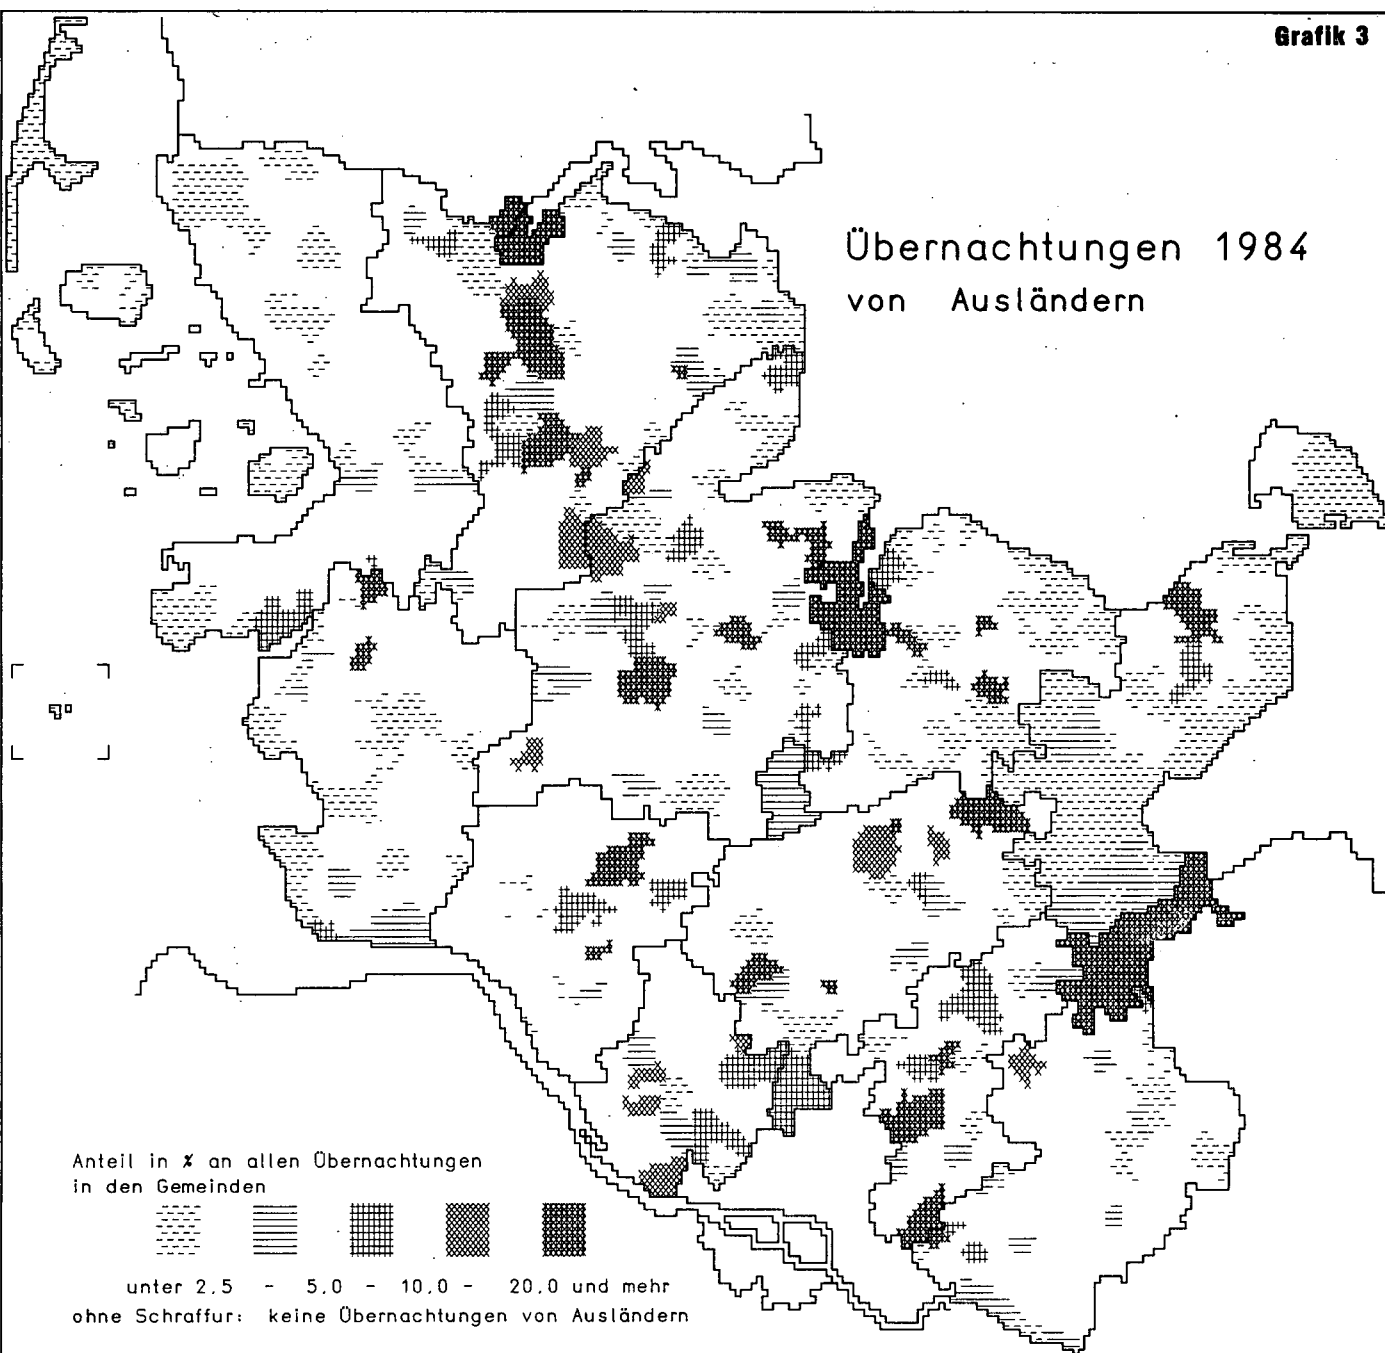 Grafik 3
Übernachtungen 1984
von Ausländern
Anteil in % an allen Übernachtungen
in den Gemeinden
unter 2,5 - 5,0 - 10,0 - 20,0 und mehr
ohne Schraffur: keine Übernachtungen von Ausländern